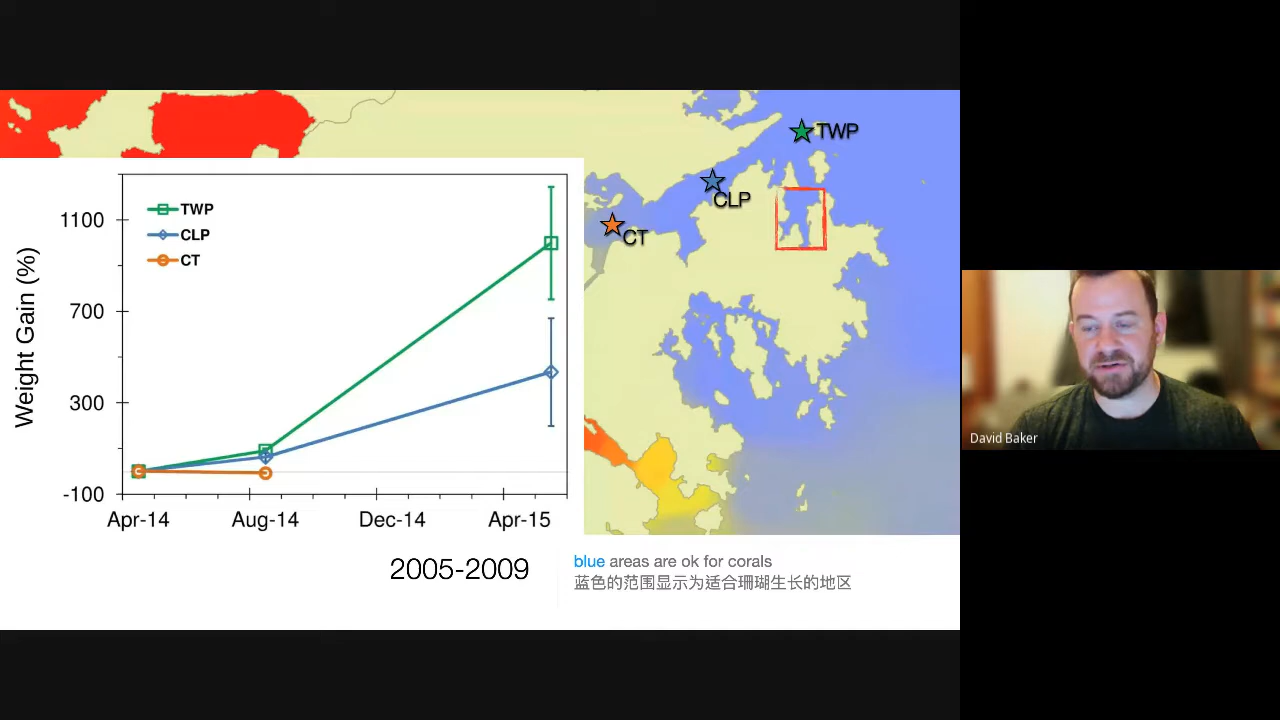 TWP
CLP
CT
Weight Gain (%)
1100
700
300
-100
TWP
CLP
CT
Apr-14
Aug-14
Dec-14
Apr-15
2005-2009
blue areas are ok for corals
蓝色的范围显示为适合珊瑚生长的地区
David Baker